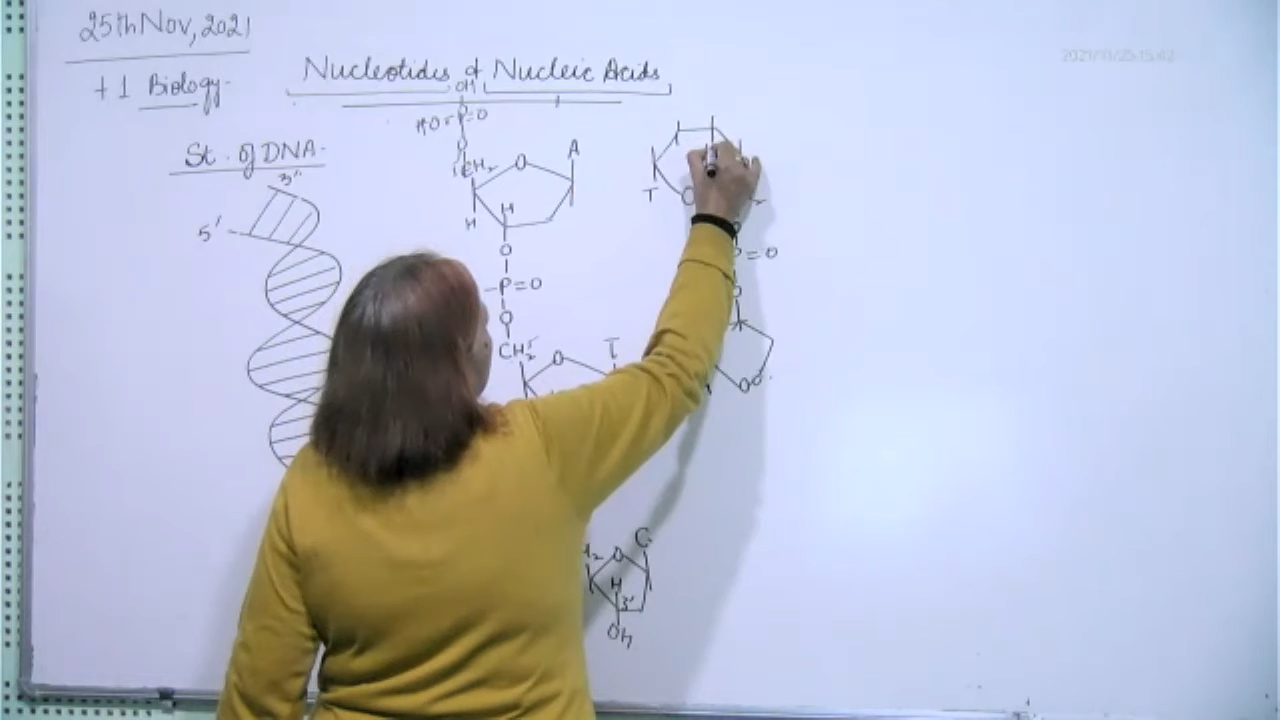 25th Nov, 2021
+1 Biology
Nucleotides & Nucleic Acids
2021/11/25 15:42
St. of DNA
3'
5'
OH
HO-P=O
O
CH2 O A
H H
O
-P=O
O
CH2 O T
T O
O
P=O
O
O
O C
H
3'
OH